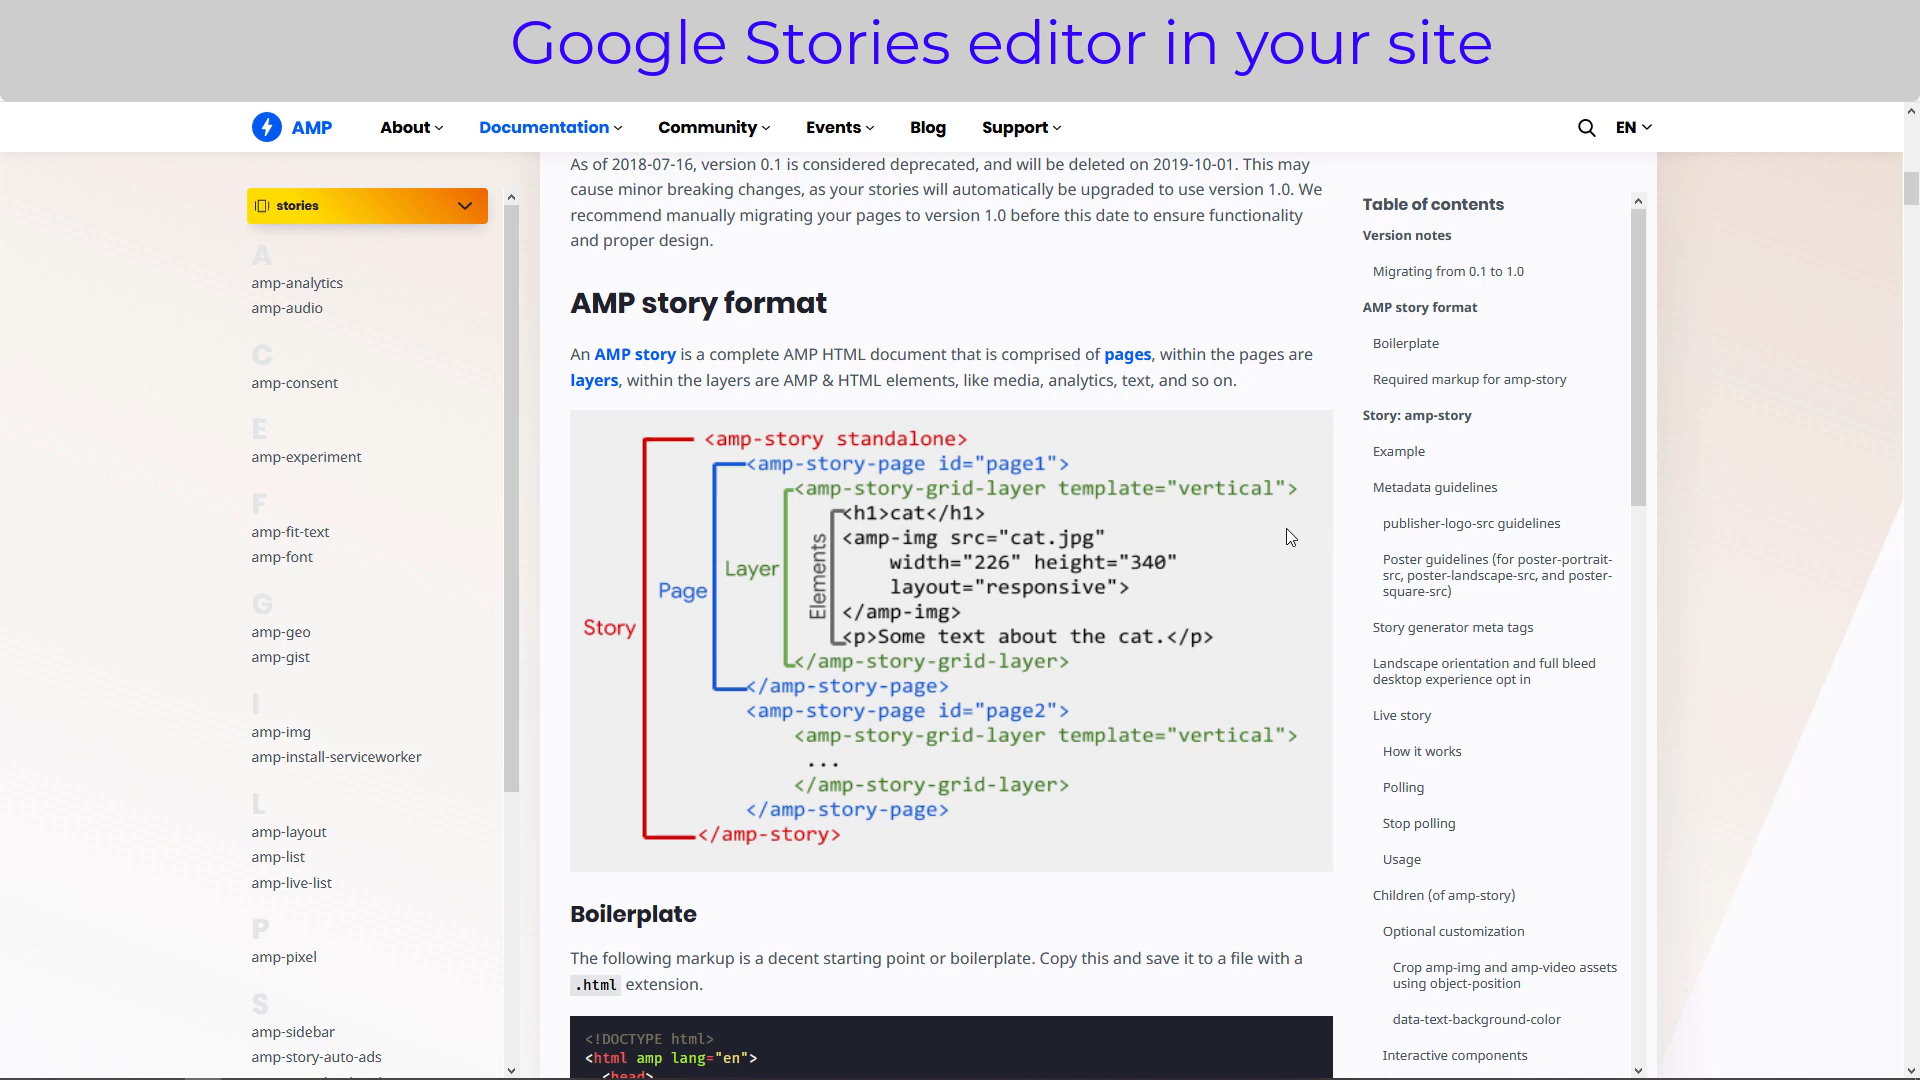 Google Stories editor in your site
AMP
About
Documentation
Community
Events
Blog
Support
EN
stories
A
amp-analytics
amp-audio
C
amp-consent
E
amp-experiment
F
amp-fit-text
amp-font
G
amp-geo
amp-gist
I
amp-img
amp-install-serviceworker
L
amp-layout
amp-list
amp-live-list
P
amp-pixel
S
amp-sidebar
amp-story-auto-ads
As of 2018-07-16, version 0.1 is considered deprecated, and will be deleted on 2019-10-01. This may
cause minor breaking changes, as your stories will automatically be upgraded to use version 1.0. We
recommend manually migrating your pages to version 1.0 before this date to ensure functionality
and proper design.
AMP story format
An AMP story is a complete AMP HTML document that is comprised of pages, within the pages are
layers, within the layers are AMP & HTML elements, like media, analytics, text, and so on.
Story
Page
Layer
Elements
<amp-story standalone>
<amp-story-page id="page1">
<amp-story-grid-layer template="vertical">
<h1>cat</h1>
<amp-img src="cat.jpg"
width="226" height="340"
layout="responsive">
</amp-img>
<p>Some text about the cat.</p>
</amp-story-grid-layer>
</amp-story-page>
<amp-story-page id="page2">
<amp-story-grid-layer template="vertical">
...
</amp-story-grid-layer>
</amp-story-page>
</amp-story>
Boilerplate
The following markup is a decent starting point or boilerplate. Copy this and save it to a file with a
.html extension.
<!DOCTYPE html>
<html amp lang="en">
<head>
Table of contents
Version notes
Migrating from 0.1 to 1.0
AMP story format
Boilerplate
Required markup for amp-story
Story: amp-story
Example
Metadata guidelines
publisher-logo-src guidelines
Poster guidelines (for poster-portrait-
src, poster-landscape-src, and poster-
square-src)
Story generator meta tags
Landscape orientation and full bleed
desktop experience opt in
Live story
How it works
Polling
Stop polling
Usage
Children (of amp-story)
Optional customization
Crop amp-img and amp-video assets
using object-position
data-text-background-color
Interactive components